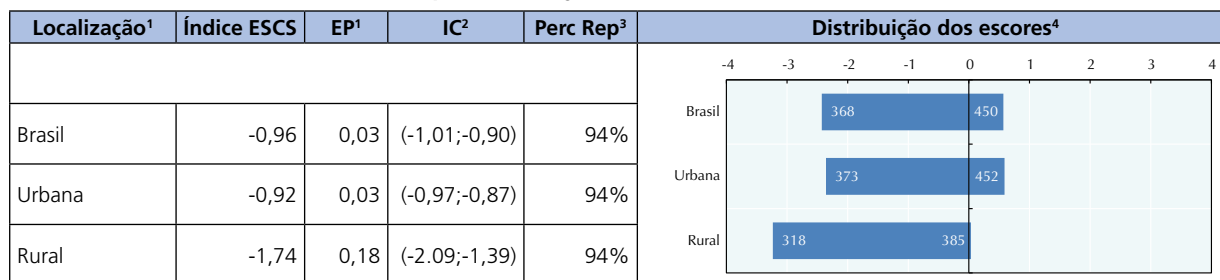 Localização¹ Índice ESCS EP¹ IC² Perc Rep³ Distribuição dos escores⁴
-4 -3 -2 -1 0 1 2 3 4
Brasil -0,96 0,03 (-1,01;-0,90) 94% Brasil 368 450
Urbana -0,92 0,03 (-0,97;-0,87) 94% Urbana 373 452
Rural -1,74 0,18 (-2.09;-1,39) 94% Rural 318 385